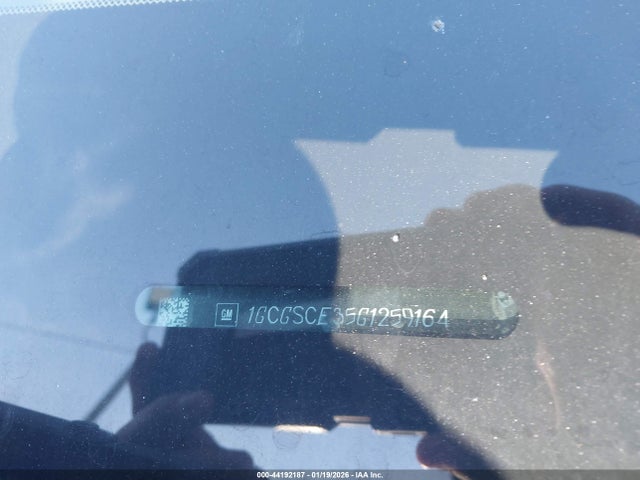 GM 1GCGSCE35G1259164
000-44192187 - 01/19/2026 - IAA Inc.